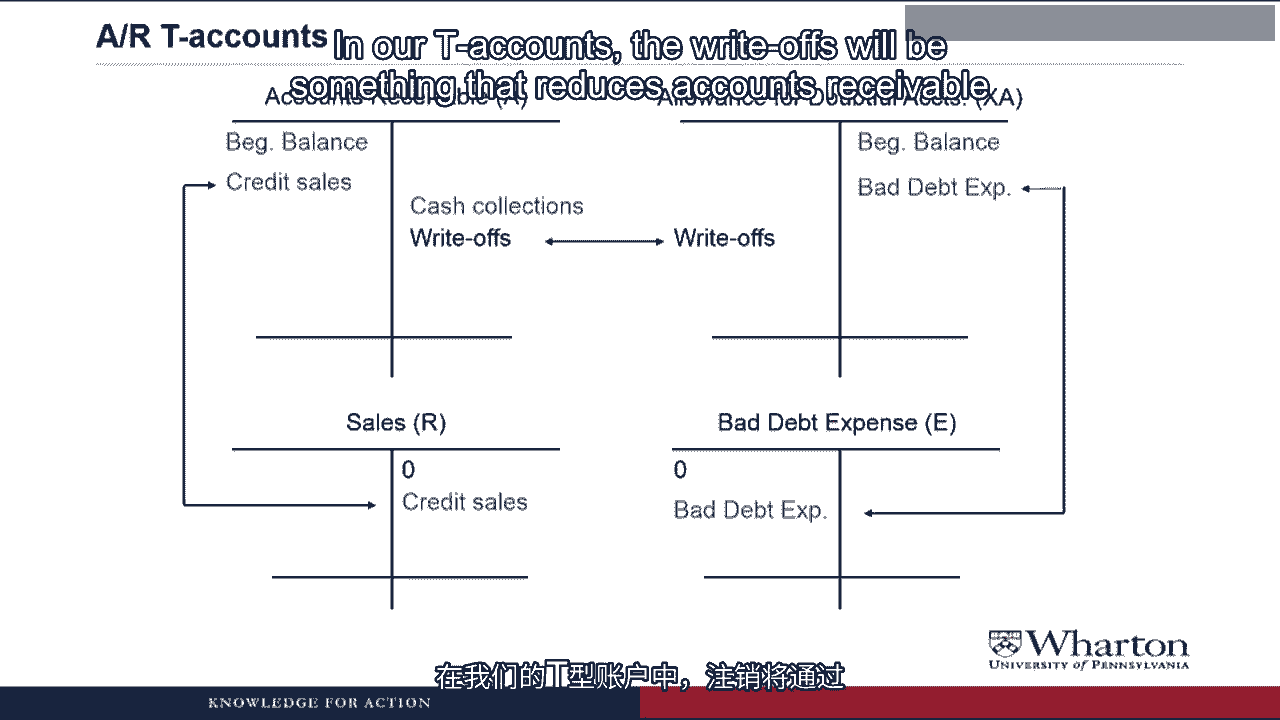 A/R T-accounts
In our T-accounts, the write-offs will be
something that reduces accounts receivable
Accounts Receivable (A)
Allowance for Doubtful Accts. (XA)
Beg. Balance
Credit sales
Cash collections
Write-offs
Write-offs
Beg. Balance
Bad Debt Exp.
Sales (R)
0
Credit sales
Bad Debt Expense (E)
0
Bad Debt Exp.
Wharton
UNIVERSITY of PENNSYLVANIA
在我们的T型账户中，注销将通过
KNOWLEDGE FOR ACTION